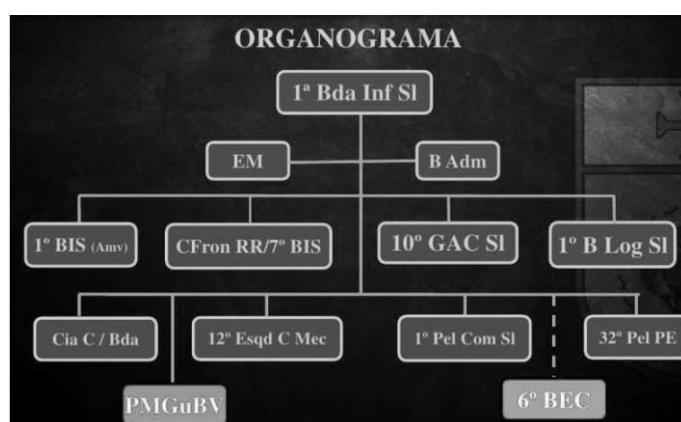 ORGANOGRAMA
1ª Bda Inf Sl
EM
B Adm
1º BIS (Amv)
CFron RR/7º BIS
10º GAC Sl
1º B Log Sl
Cia C / Bda
12º Esqd C Mec
1º Pel Com Sl
32º Pel PE
PMGuBV
6º BEC